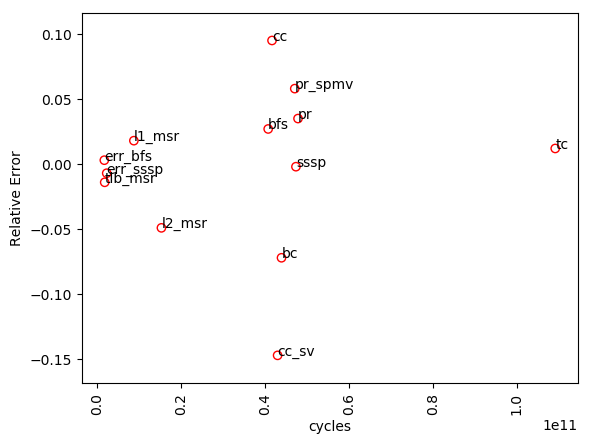 0.10
0.05
0.00
−0.05
−0.10
−0.15
Relative Error
cc
pr_spmv
pr
bfs
l1_msr
tc
err_bfs
sssp
err_sssp
tlb_msr
l2_msr
bc
cc_sv
0.0
0.2
0.4
0.6
0.8
1.0
cycles
1e11